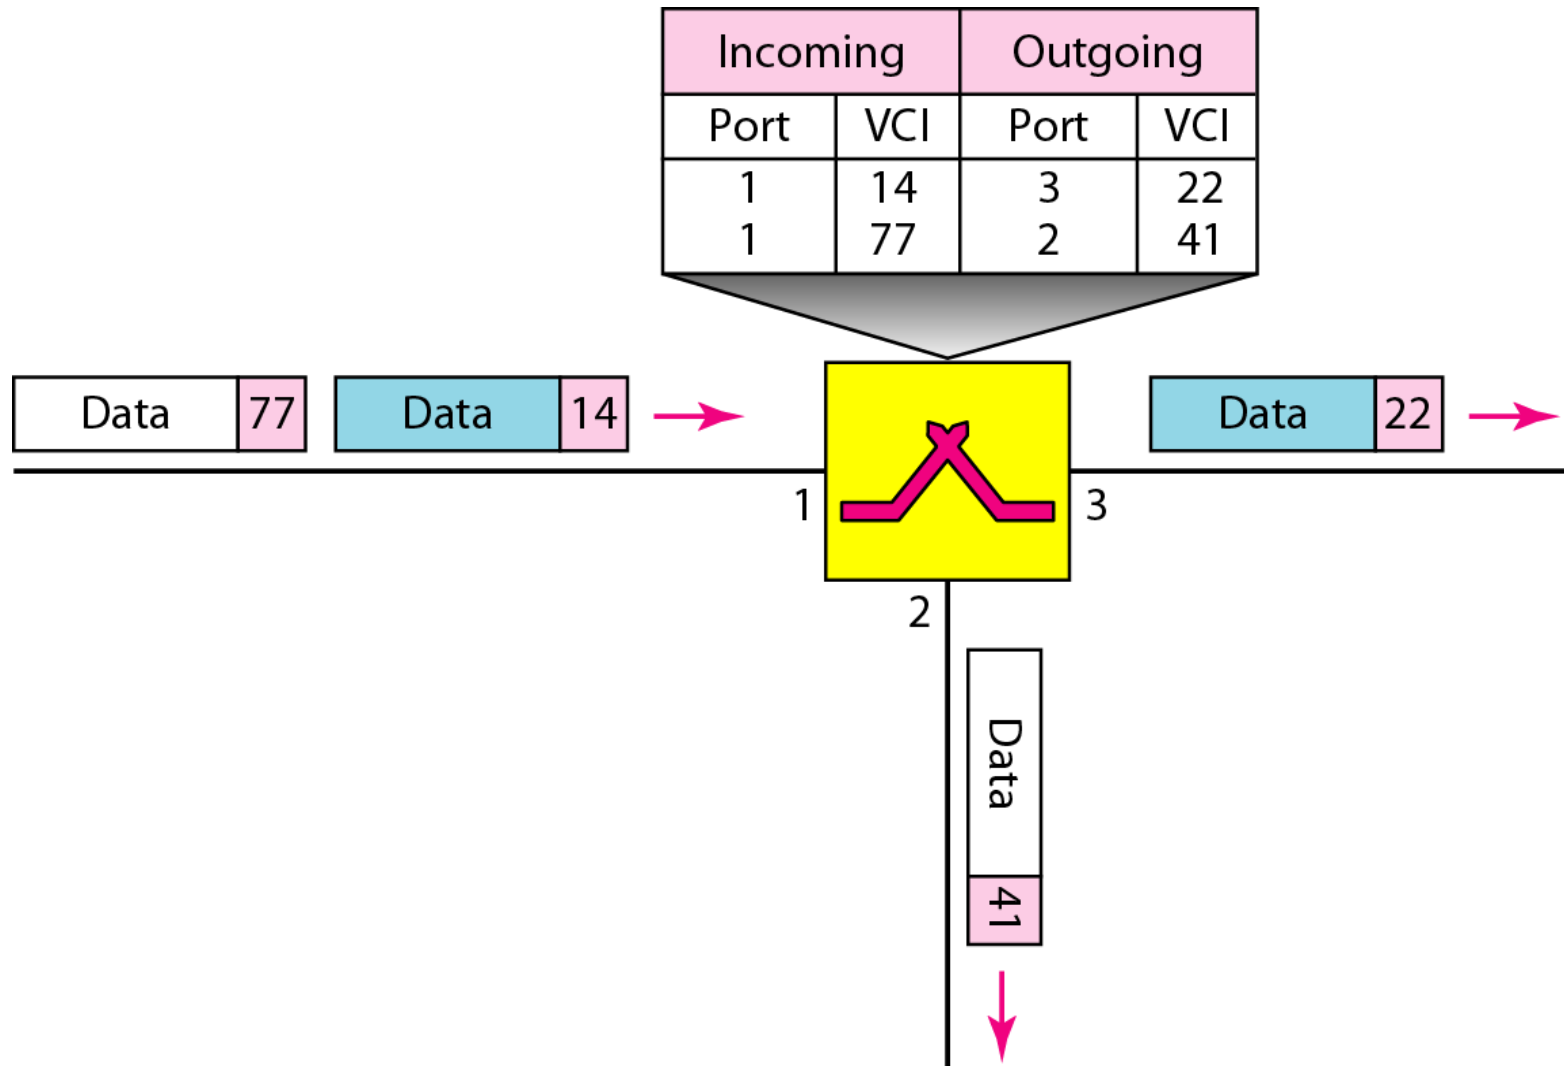 Incoming Outgoing
Port VCI Port VCI
1 14 3 22
1 77 2 41
Data 77 Data 14 Data 22
1 3
2
Data 41